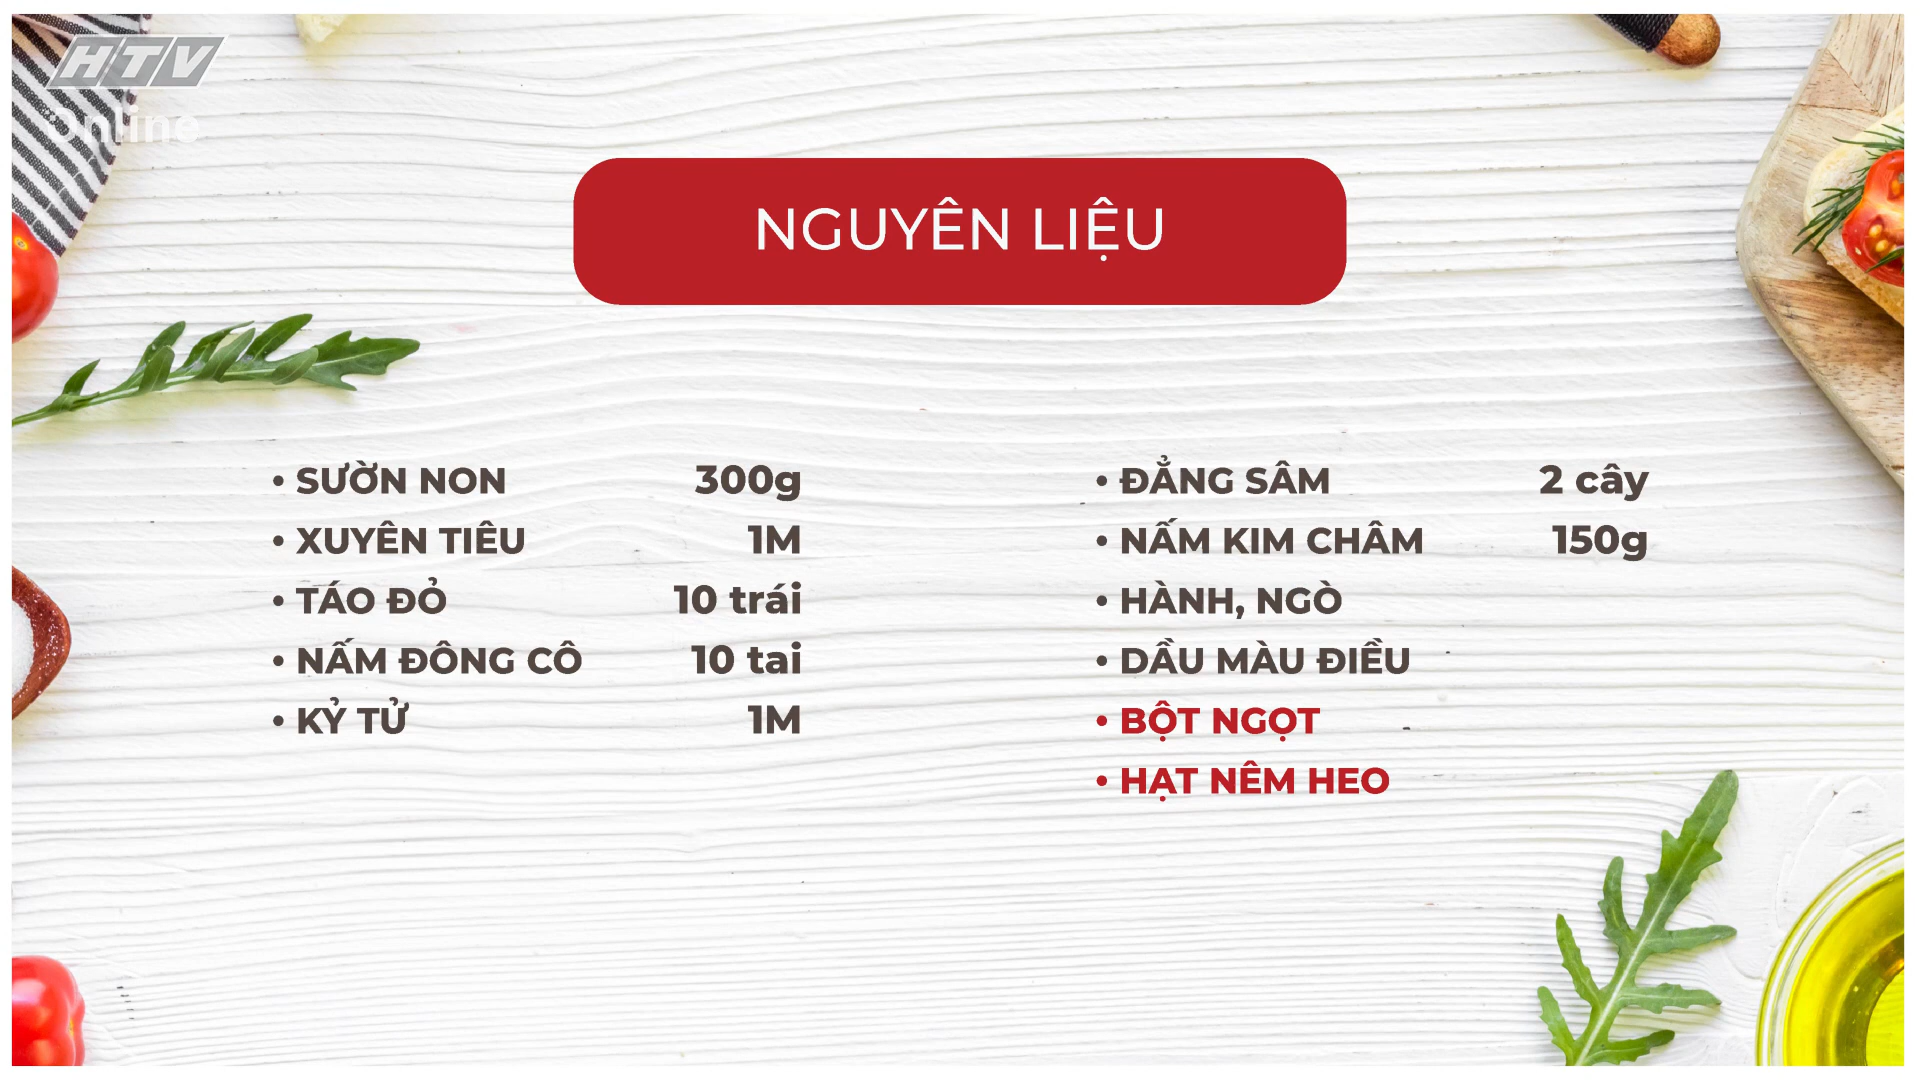 HTV
Online
NGUYÊN LIỆU
• SƯỜN NON 300g
• XUYÊN TIÊU 1M
• TÁO ĐỎ 10 trái
• NẤM ĐÔNG CÔ 10 tai
• KỶ TỬ 1M
• ĐẲNG SÂM 2 cây
• NẤM KIM CHÂM 150g
• HÀNH, NGÒ
• DẦU MÀU ĐIỀU
• BỘT NGỌT
• HẠT NÊM HEO